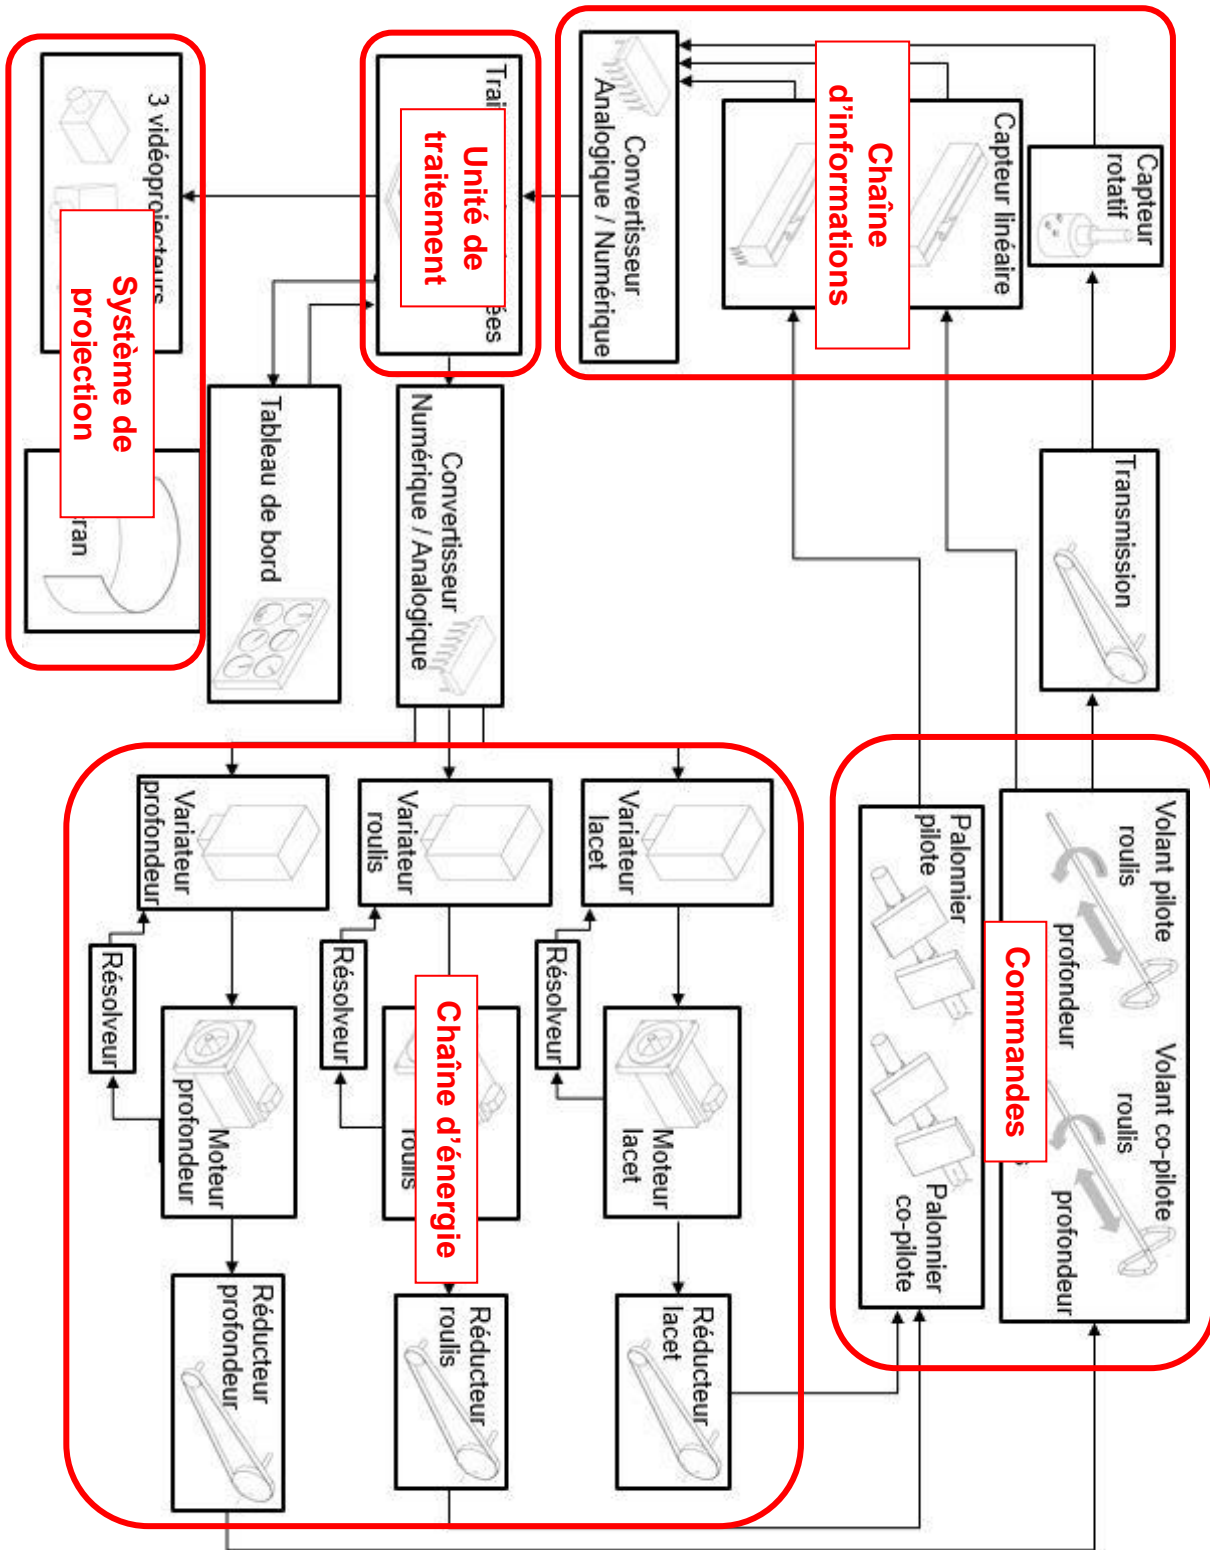 Volant pilote
roulis
profondeur
Volant co-pilote
roulis
profondeur
Commandes
Palonnier
pilote
Palonnier
co-pilote
Transmission
Capteur
rotatif
Capteur linéaire
Chaîne
d'informations
Convertisseur
Analogique / Numérique
Unité de
traitement
3 vidéoprojecteurs
Système de
projection
Tableau de bord
Convertisseur
Numérique / Analogique
Variateur
lacet
Résolveur
Moteur
lacet
Réducteur
lacet
Variateur
roulis
Résolveur
Chaîne d'énergie
roulis
Réducteur
roulis
Variateur
profondeur
Résolveur
Moteur
profondeur
Réducteur
profondeur